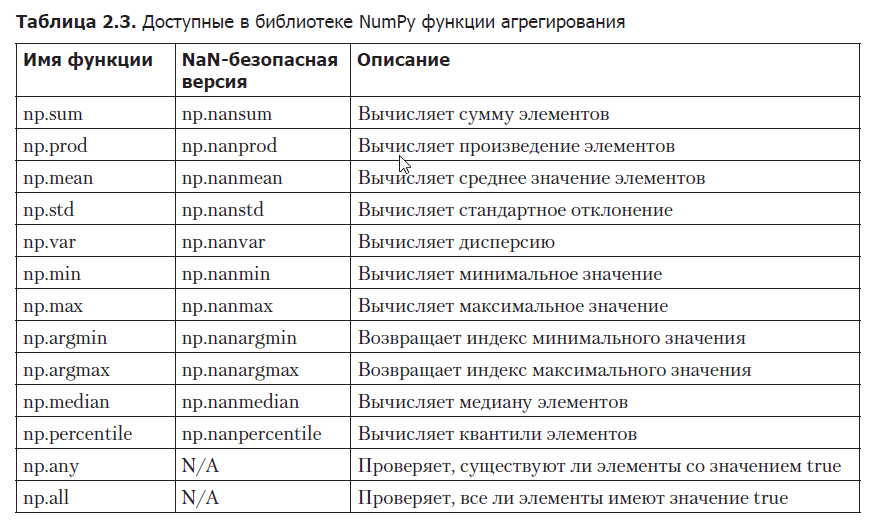 Таблица 2.3. Доступные в библиотеке NumPy функции агрегирования
Имя функции NaN-безопасная версия Описание
np.sum np.nansum Вычисляет сумму элементов
np.prod np.nanprod Вычисляет произведение элементов
np.mean np.nanmean Вычисляет среднее значение элементов
np.std np.nanstd Вычисляет стандартное отклонение
np.var np.nanvar Вычисляет дисперсию
np.min np.nanmin Вычисляет минимальное значение
np.max np.nanmax Вычисляет максимальное значение
np.argmin np.nanargmin Возвращает индекс минимального значения
np.argmax np.nanargmax Возвращает индекс максимального значения
np.median np.nanmedian Вычисляет медиану элементов
np.percentile np.nanpercentile Вычисляет квантили элементов
np.any N/A Проверяет, существуют ли элементы со значением true
np.all N/A Проверяет, все ли элементы имеют значение true